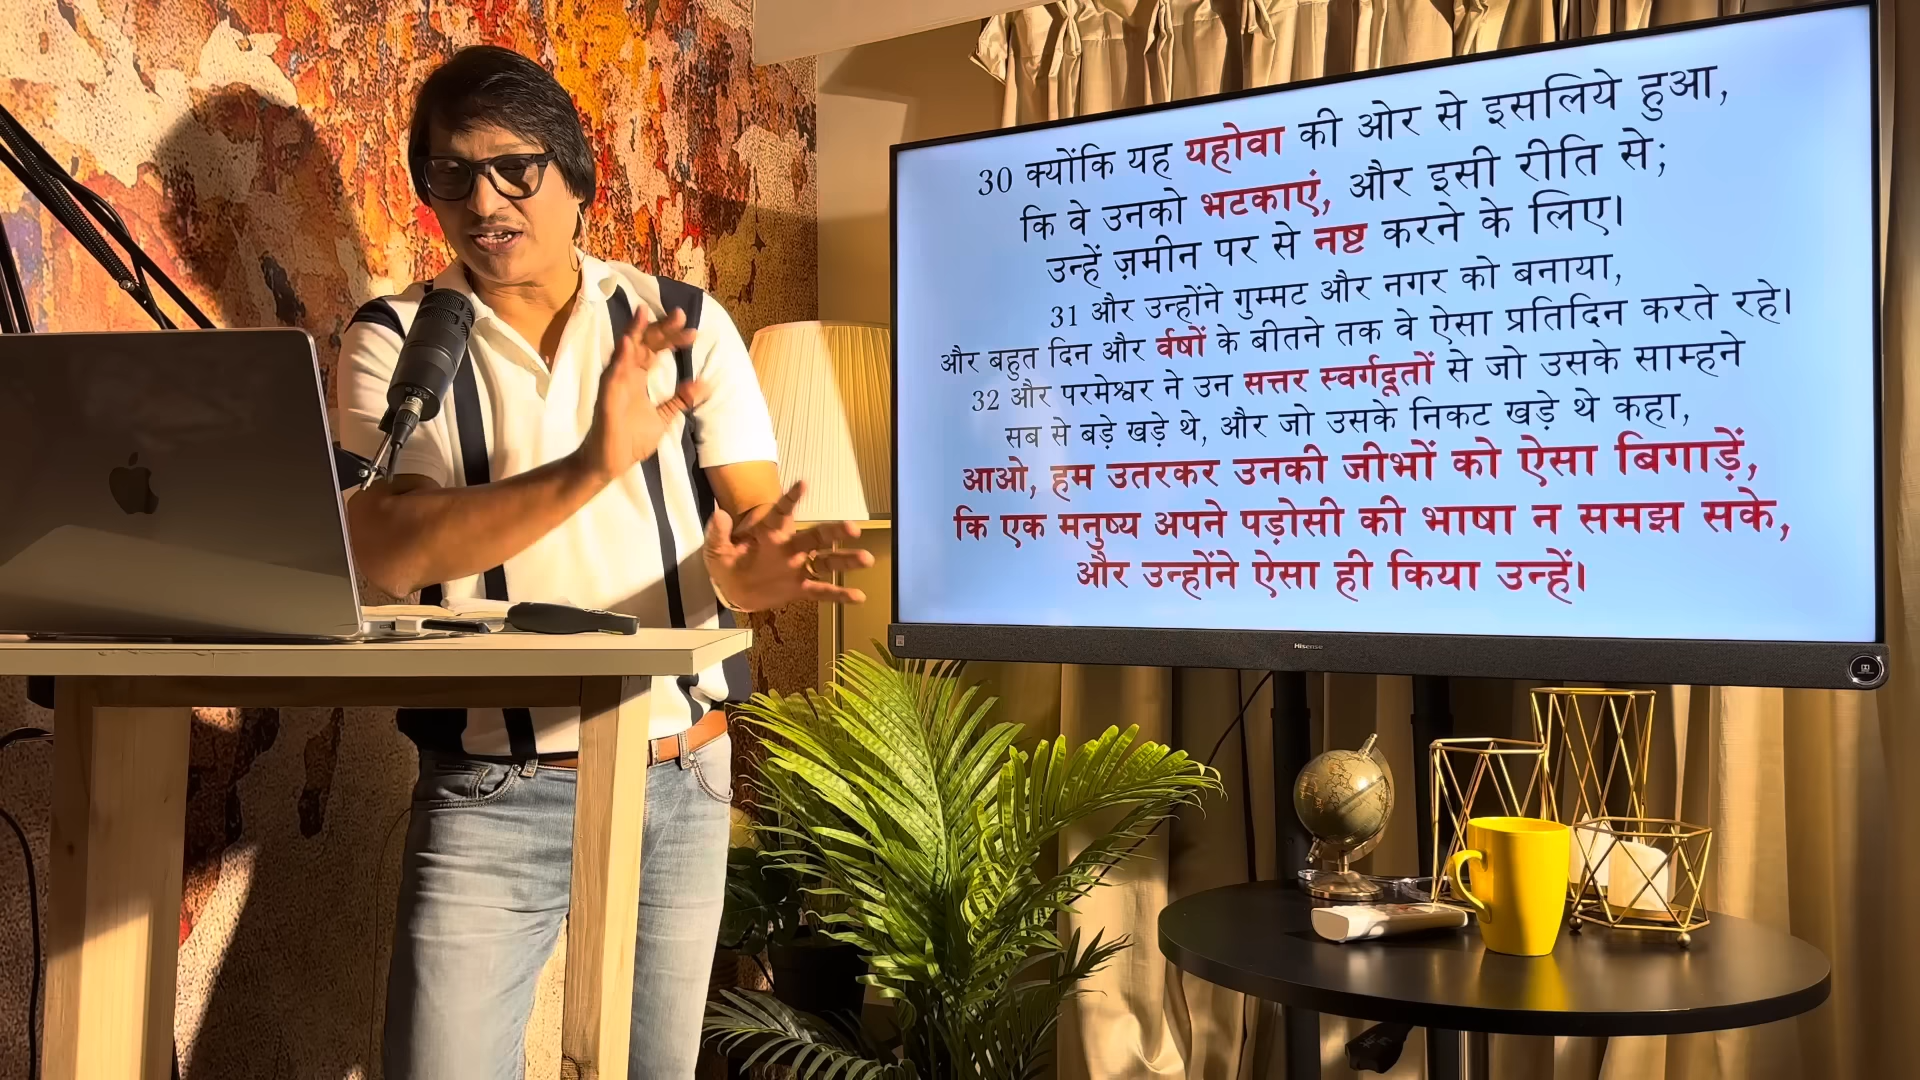 30 क्योंकि यह यहोवा की ओर से इसलिये हुआ,
कि वे उनको भटकाएं, और इसी रीति से;
उन्हें ज़मीन पर से नष्ट करने के लिए।
31 और उन्होंने गुम्मट और नगर को बनाया,
और बहुत दिन और र्वषों के बीतने तक वे ऐसा प्रतिदिन करते रहे।
32 और परमेश्वर ने उन सत्तर स्वर्गदूतों से जो उसके साम्हने
सब से बड़े खड़े थे, और जो उसके निकट खड़े थे कहा,
आओ, हम उतरकर उनकी जीभों को ऐसा बिगाड़ें,
कि एक मनुष्य अपने पड़ोसी की भाषा न समझ सके,
और उन्होंने ऐसा ही किया उन्हें।
Hisense